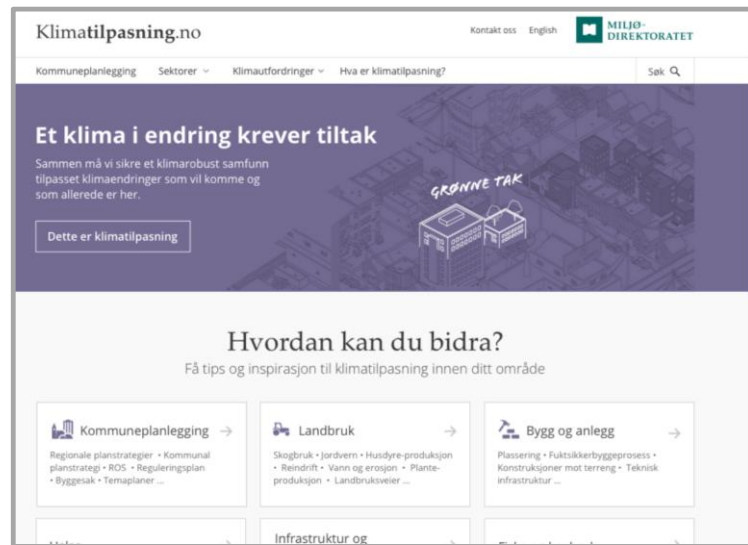 Klimatilpasning.no
Kontakt oss English
MILJØ-
DIREKTORATET
Kommuneplanlegging Sektorer Klimautfordringer Hva er klimatilpasning? Søk
Et klima i endring krever tiltak
Sammen må vi sikre et klimarobust samfunn
tilpasset klimaendringer som vil komme og
som allerede er her.
GRØNNE TAK
Dette er klimatilpasning
Hvordan kan du bidra?
Få tips og inspirasjon til klimatilpasning innen ditt område
Kommuneplanlegging
Regionale planstrategier • Kommunal
planstrategi • ROS • Reguleringsplan
• Byggesak • Temaplaner ...
Landbruk
Skogbruk • Jordvern • Husdyre-produksjon
• Reindrift • Vann og erosjon • Plante-
produksjon • Landbruksveier ...
Bygg og anlegg
Plassering • Fuktsikkerbyggeprosess •
Konstruksjoner mot terreng • Teknisk
infrastruktur ...
Infrastruktur og